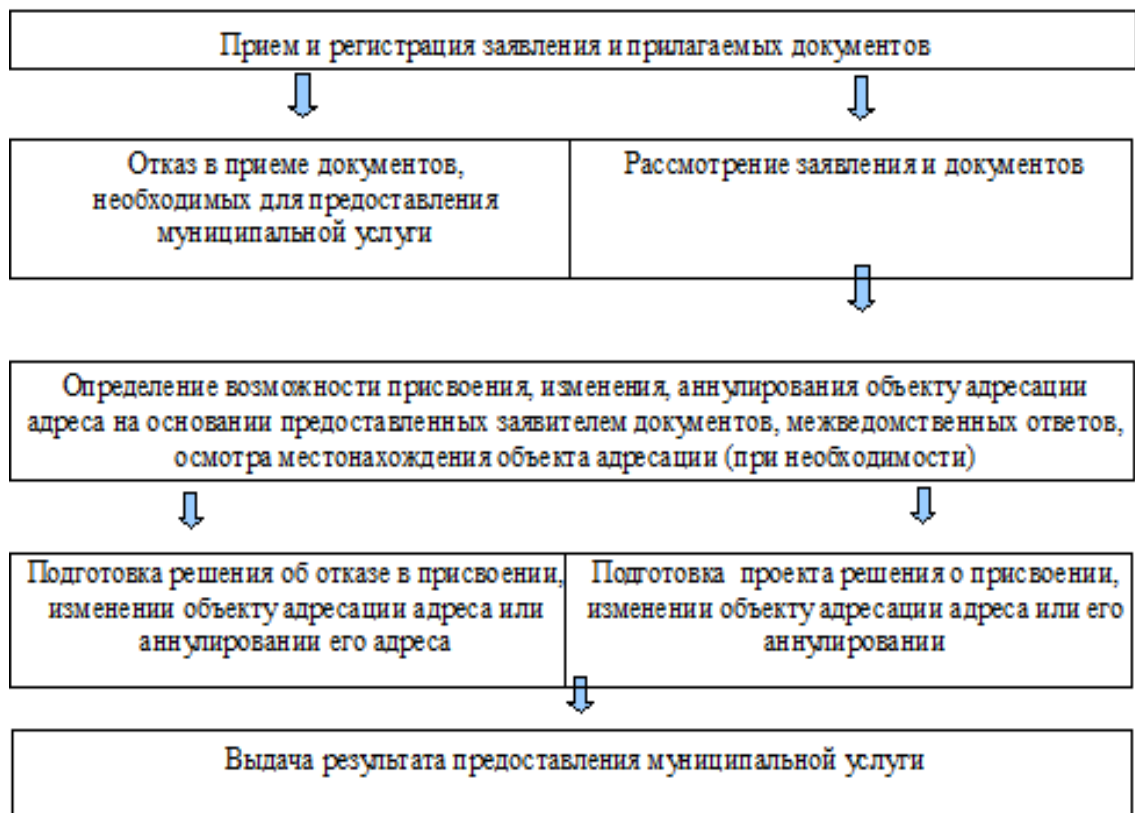 Прием и регистрация заявления и прилагаемых документов
Отказ в приеме документов,
необходимых для предоставления
муниципальной услуги
Рассмотрение заявления и документов
Определение возможности присвоения, изменения, аннулирования объекту адресации
адреса на основании предоставленных заявителем документов, межведомственных ответов,
осмотра местонахождения объекта адресации (при необходимости)
Подготовка решения об отказе в присвоении,
изменении объекту адресации адреса или
аннулировании его адреса
Подготовка проекта решения о присвоении,
изменении объекту адресации адреса или его
аннулировании
Выдача результата предоставления муниципальной услуги